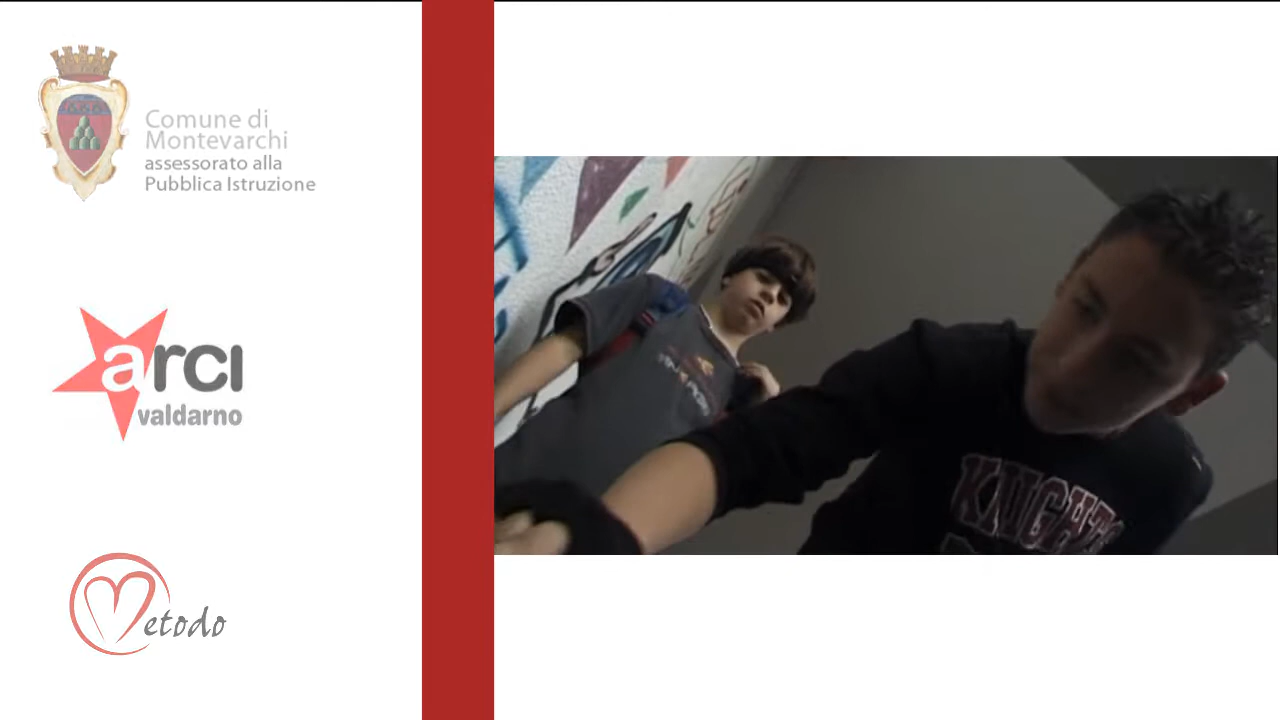 Comune di
Montevarchi
assessorato alla
Pubblica Istruzione
arci
valdarno
Metodo
KNIGHTS